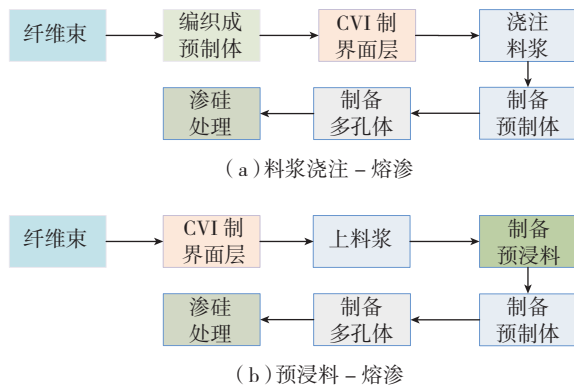 纤维束
编织成
预制体
CVI 制
界面层
浇注
料浆
渗硅
处理
制备
多孔体
制备
预制体
（a）料浆浇注－熔渗
纤维束
CVI 制
界面层
上料浆
制备
预浸料
渗硅
处理
制备
多孔体
制备
预制体
（b）预浸料－熔渗